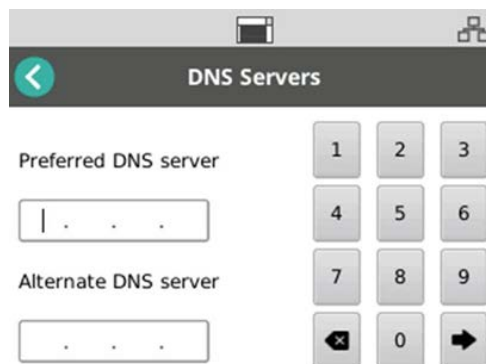 DNS Servers
Preferred DNS server
. . .
Alternate DNS server
. . .
1 2 3
4 5 6
7 8 9
0